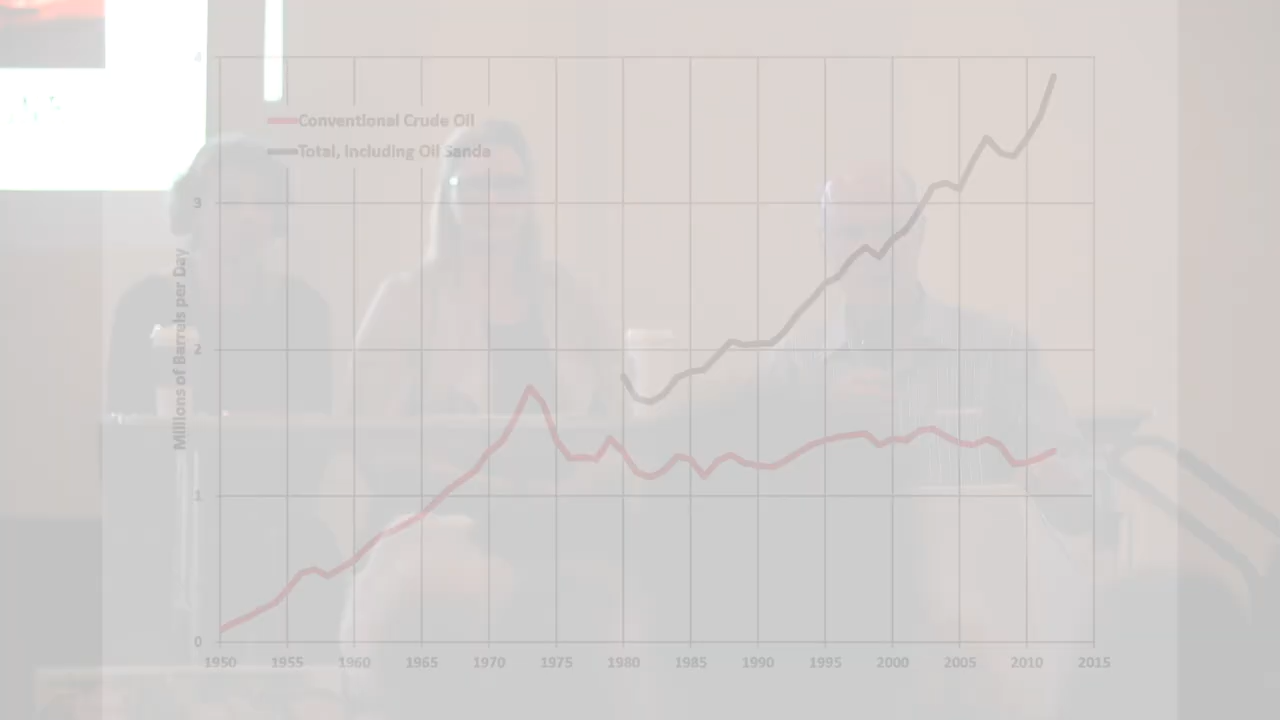 4
Conventional Crude Oil
Total, Including Oil Sands
3
Millions of Barrels per Day
2
1
0
1950 1955 1960 1965 1970 1975 1980 1985 1990 1995 2000 2005 2010 2015